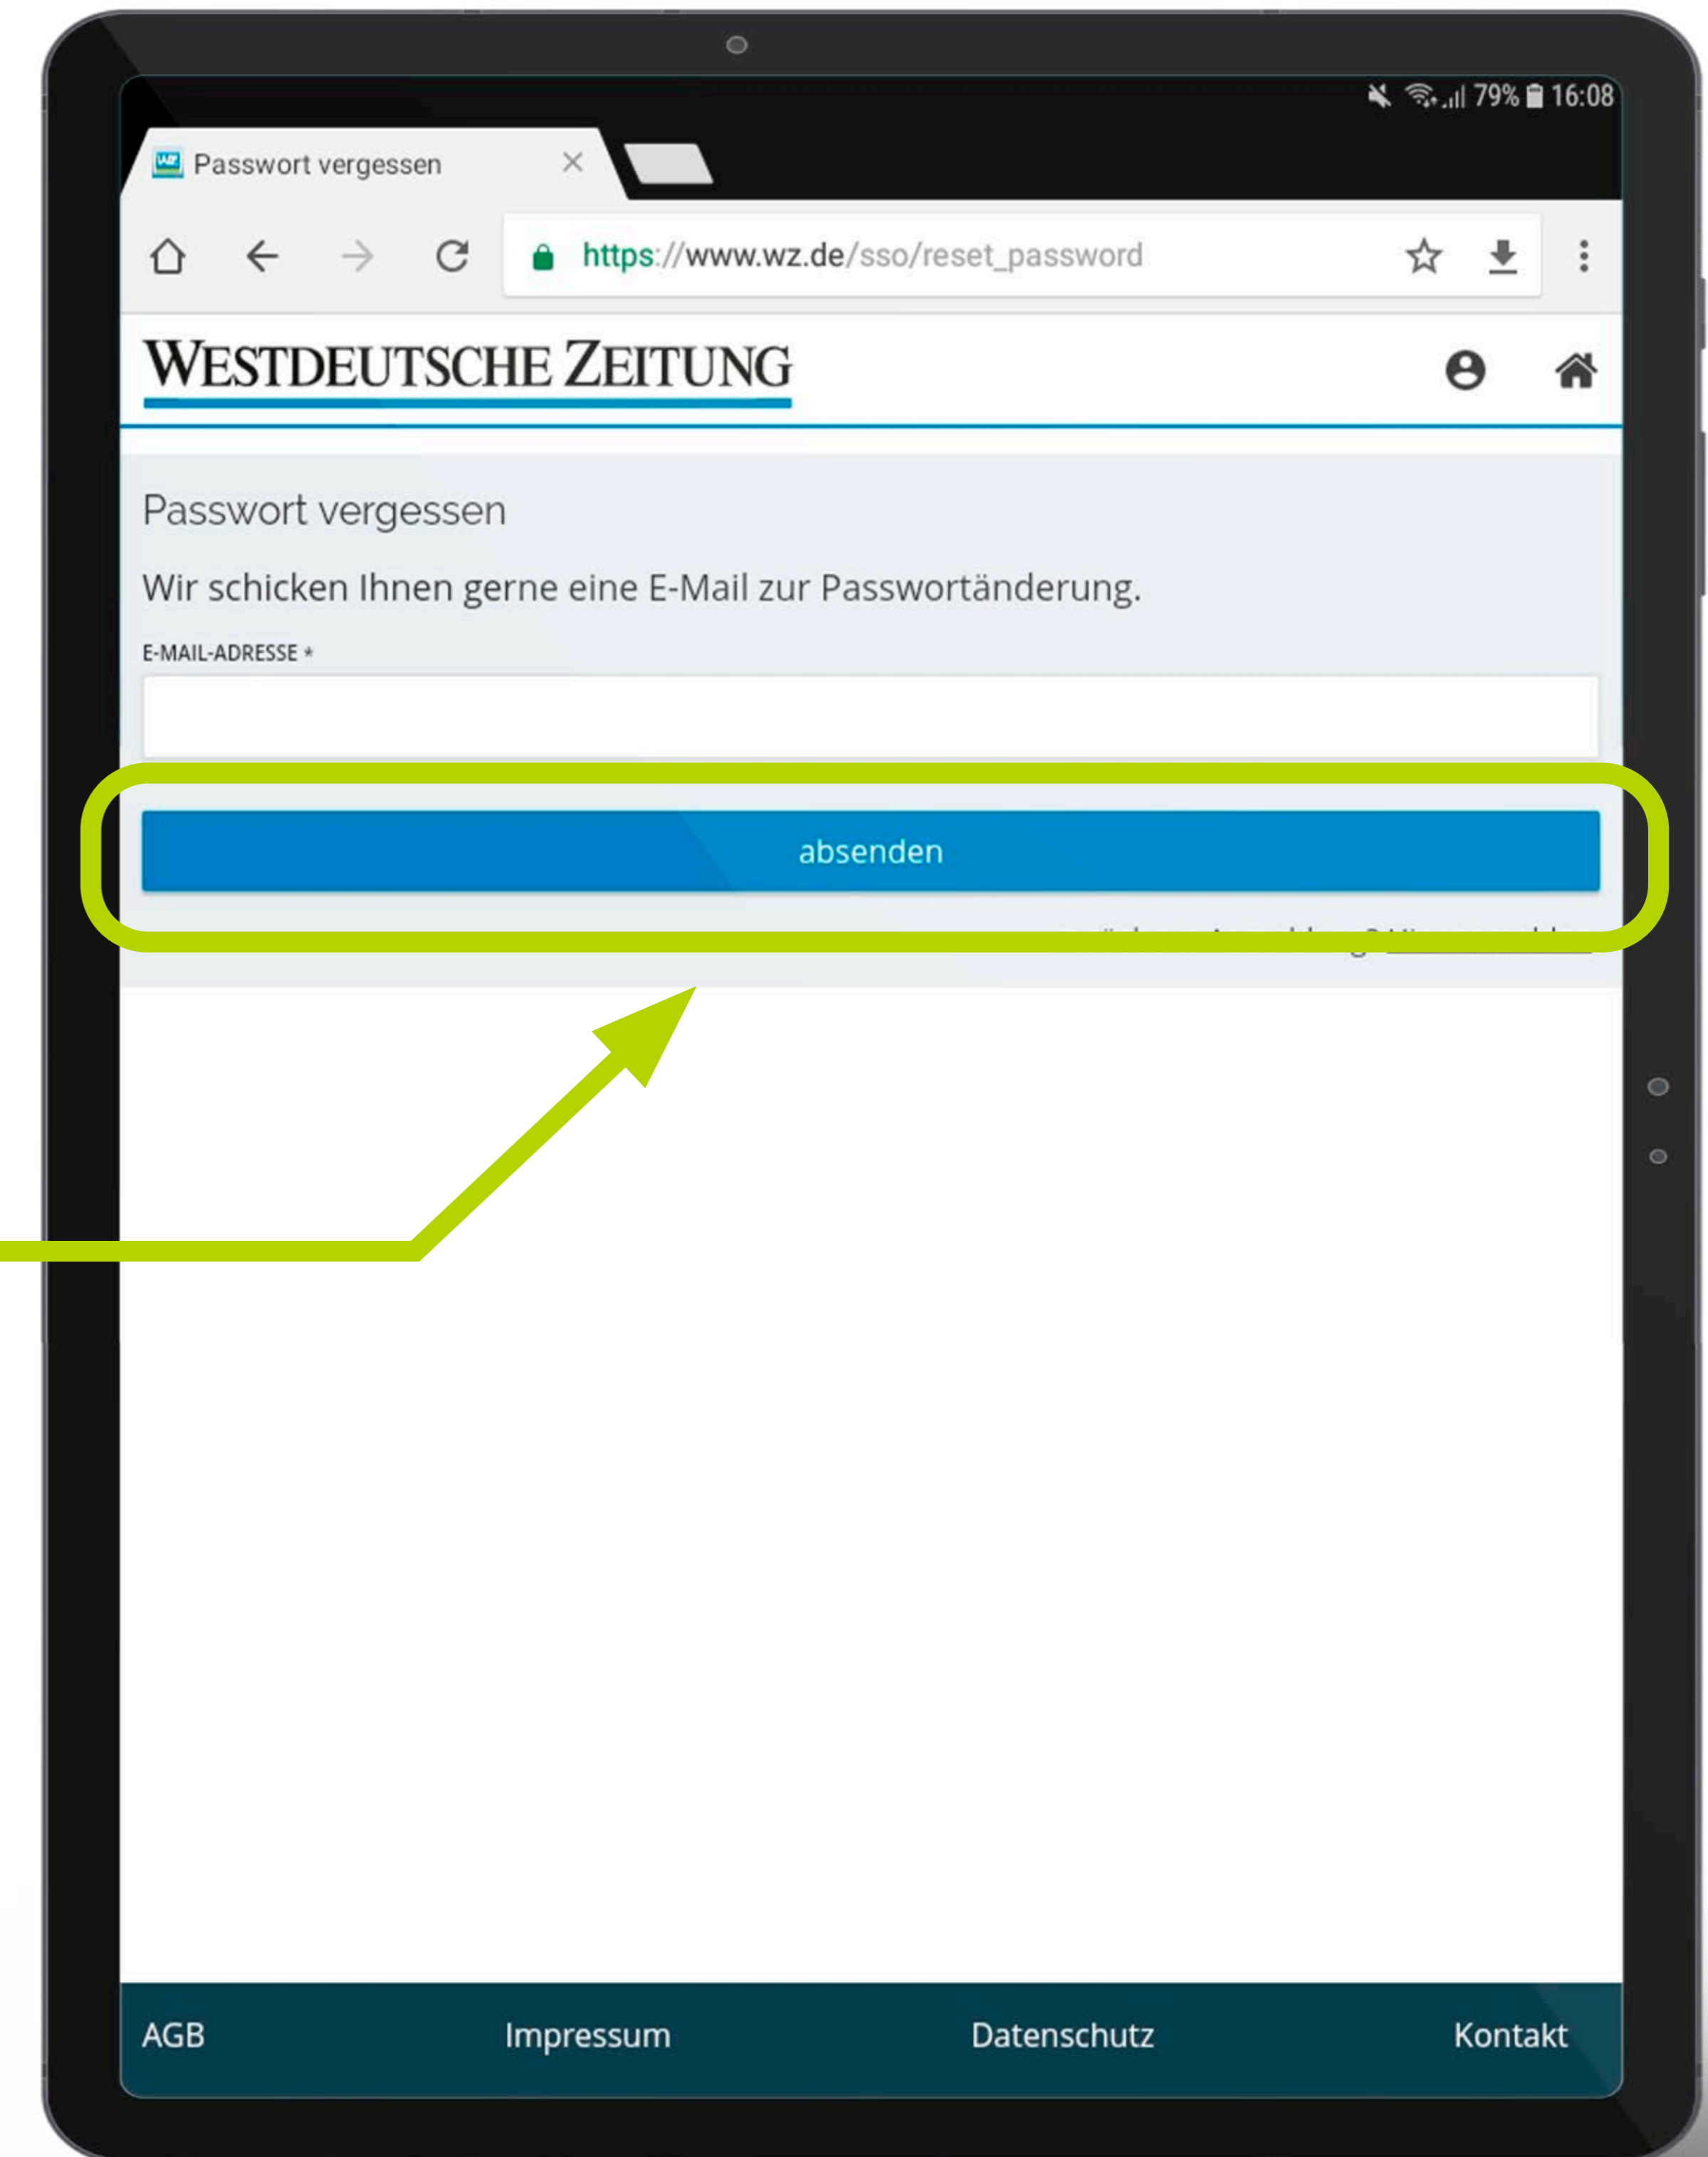 79% 16:08
Passwort vergessen
https://www.wz.de/sso/reset_password
WESTDEUTSCHE ZEITUNG
Passwort vergessen
Wir schicken Ihnen gerne eine E-Mail zur Passwortänderung.
E-MAIL-ADRESSE *
absenden
AGB Impressum Datenschutz Kontakt